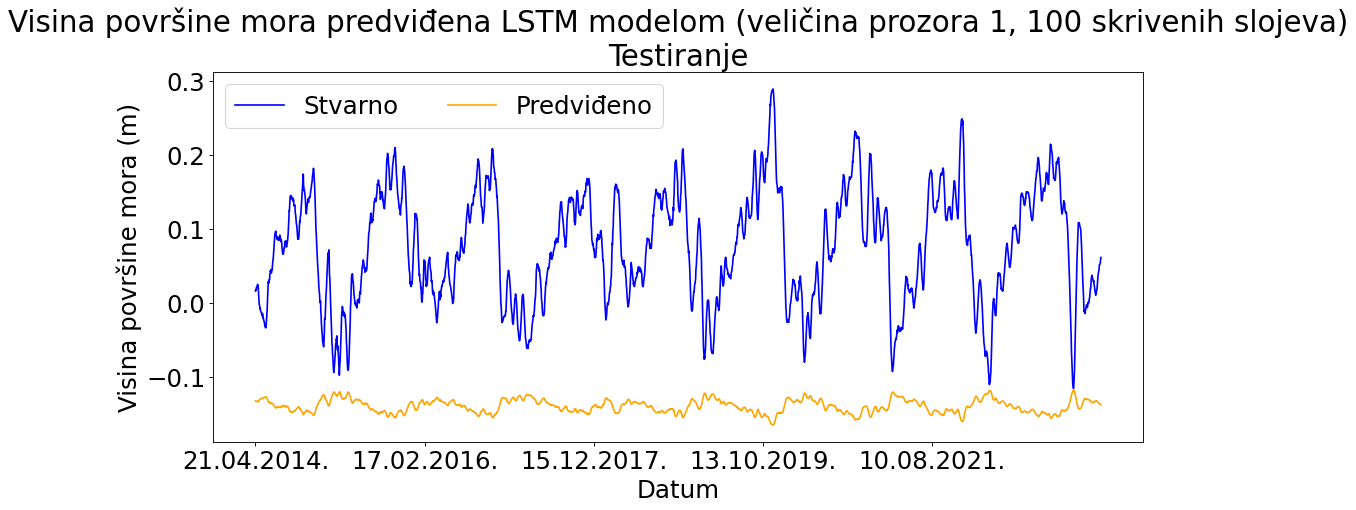 Visina površine mora predviđena LSTM modelom (veličina prozora 1, 100 skrivenih slojeva)
Testiranje
Stvarno Predviđeno
Visina površine mora (m)
0.3
0.2
0.1
0.0
−0.1
21.04.2014. 17.02.2016. 15.12.2017. 13.10.2019. 10.08.2021.
Datum